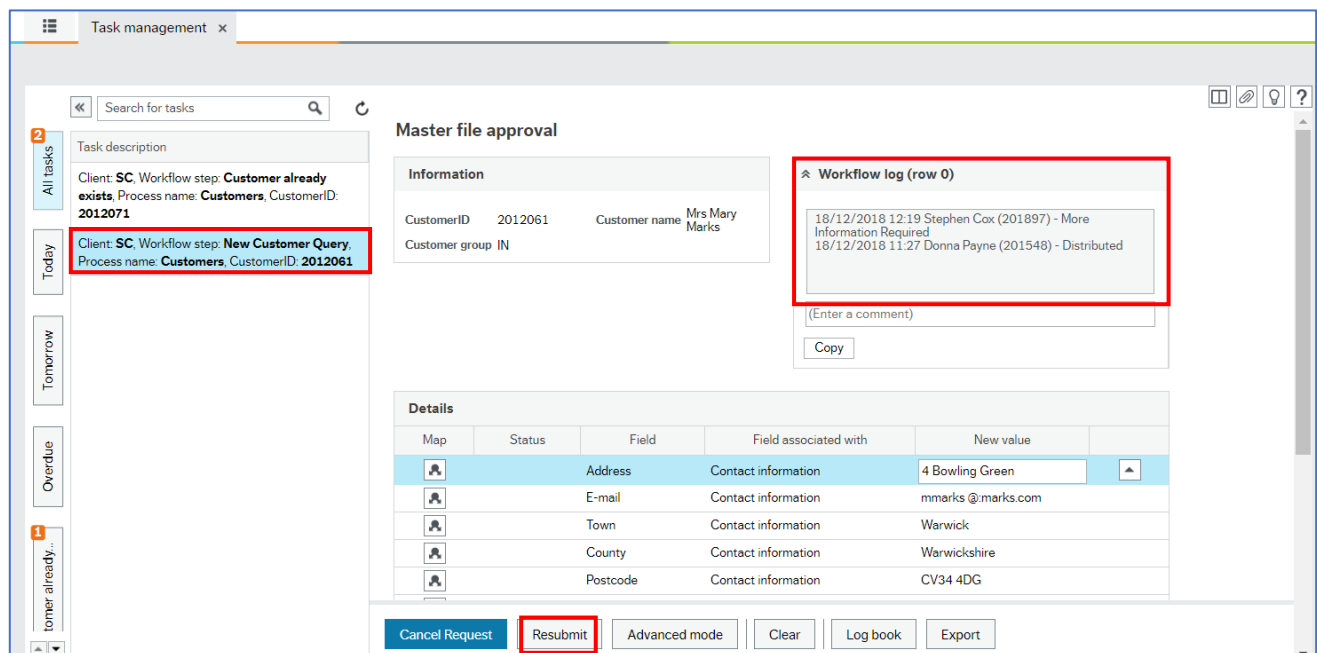 Task management ×
Search for tasks
?
Master file approval
2
All tasks
Today
Tomorrow
Overdue
1
tomer already...
Task description
Client: SC, Workflow step: Customer already
exists, Process name: Customers, CustomerID:
2012071
Client: SC, Workflow step: New Customer Query,
Process name: Customers, CustomerID: 2012061
Information
CustomerID 2012061 Customer name Mrs Mary
Marks
Customer group IN
Workflow log (row 0)
18/12/2018 12:19 Stephen Cox (201897) - More
Information Required
18/12/2018 11:27 Donna Payne (201548) - Distributed
(Enter a comment)
Copy
Details
Map Status Field Field associated with New value
Address Contact information 4 Bowling Green
E-mail Contact information mmarks @:marks.com
Town Contact information Warwick
County Contact information Warwickshire
Postcode Contact information CV34 4DG
Cancel Request Resubmit Advanced mode Clear Log book Export